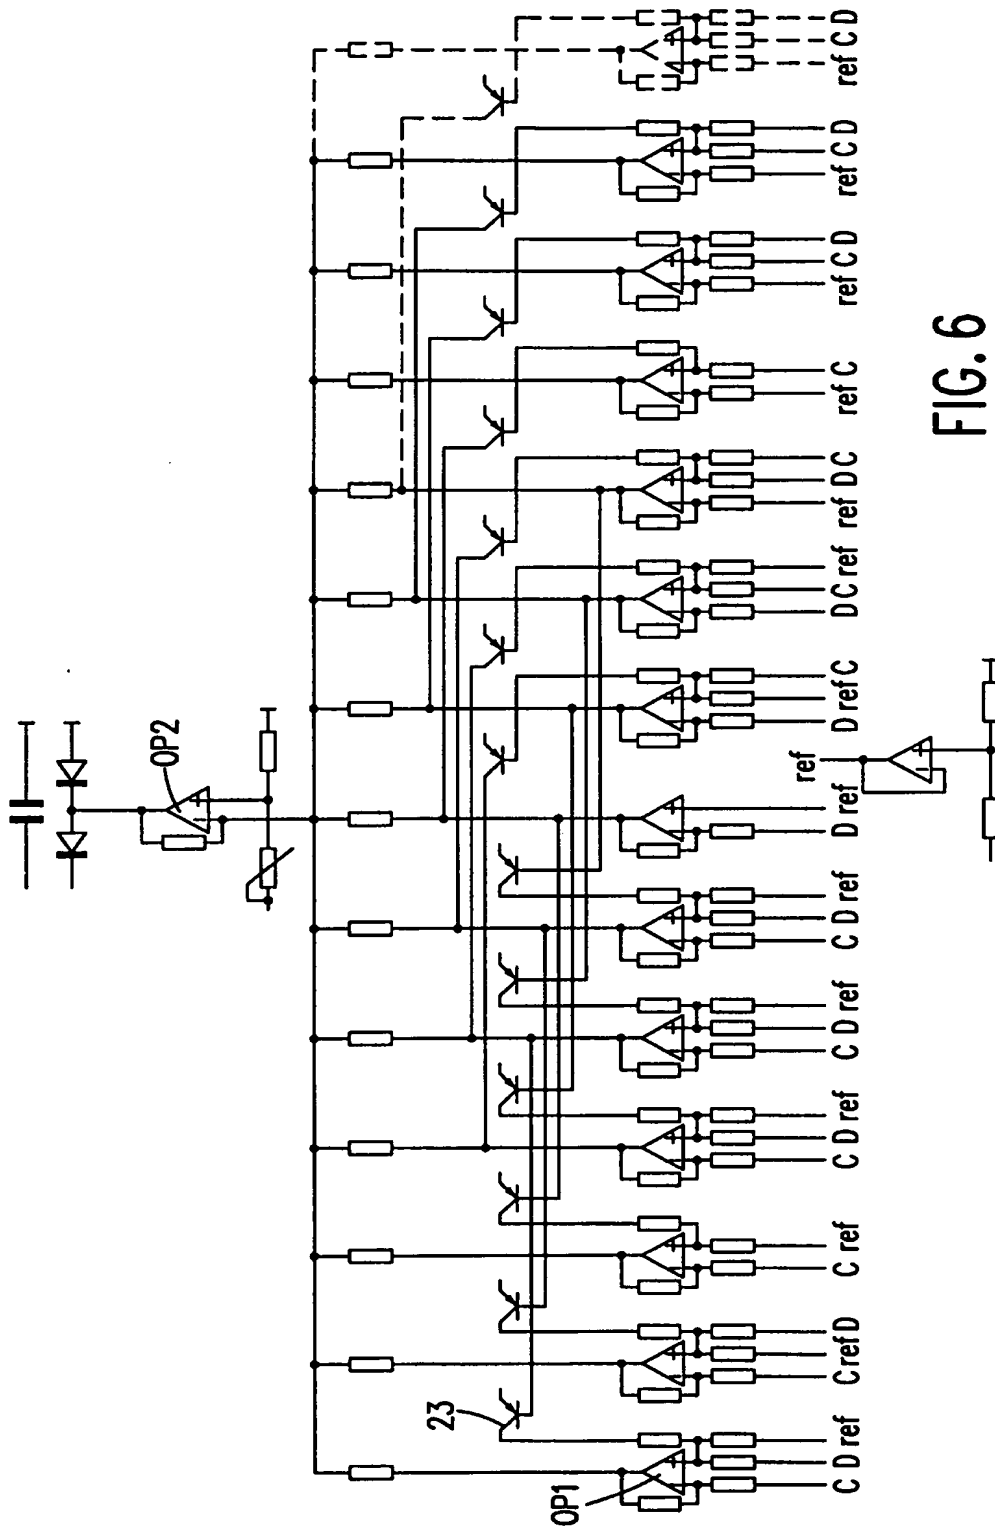 OP2
23
OP1
ref
C D ref
C ref D
C ref
C D ref
C D ref
C D ref
D ref
D ref C
D C ref
ref D C
ref C
ref C D
ref C D
ref C D
FIG. 6